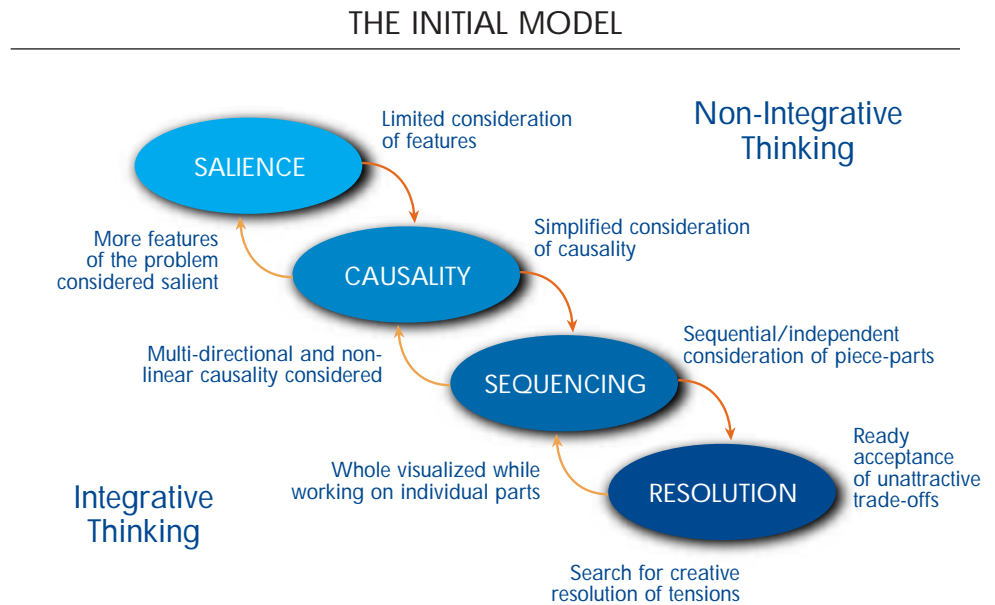 THE INITIAL MODEL
Non-Integrative
Thinking
Limited consideration
of features
SALIENCE
More features
of the problem
considered salient
Simplified consideration
of causality
CAUSALITY
Multi-directional and non-
linear causality considered
Sequential/independent
consideration of piece-parts
SEQUENCING
Whole visualized while
working on individual parts
Ready
acceptance
of unattractive
trade-offs
RESOLUTION
Integrative
Thinking
Search for creative
resolution of tensions